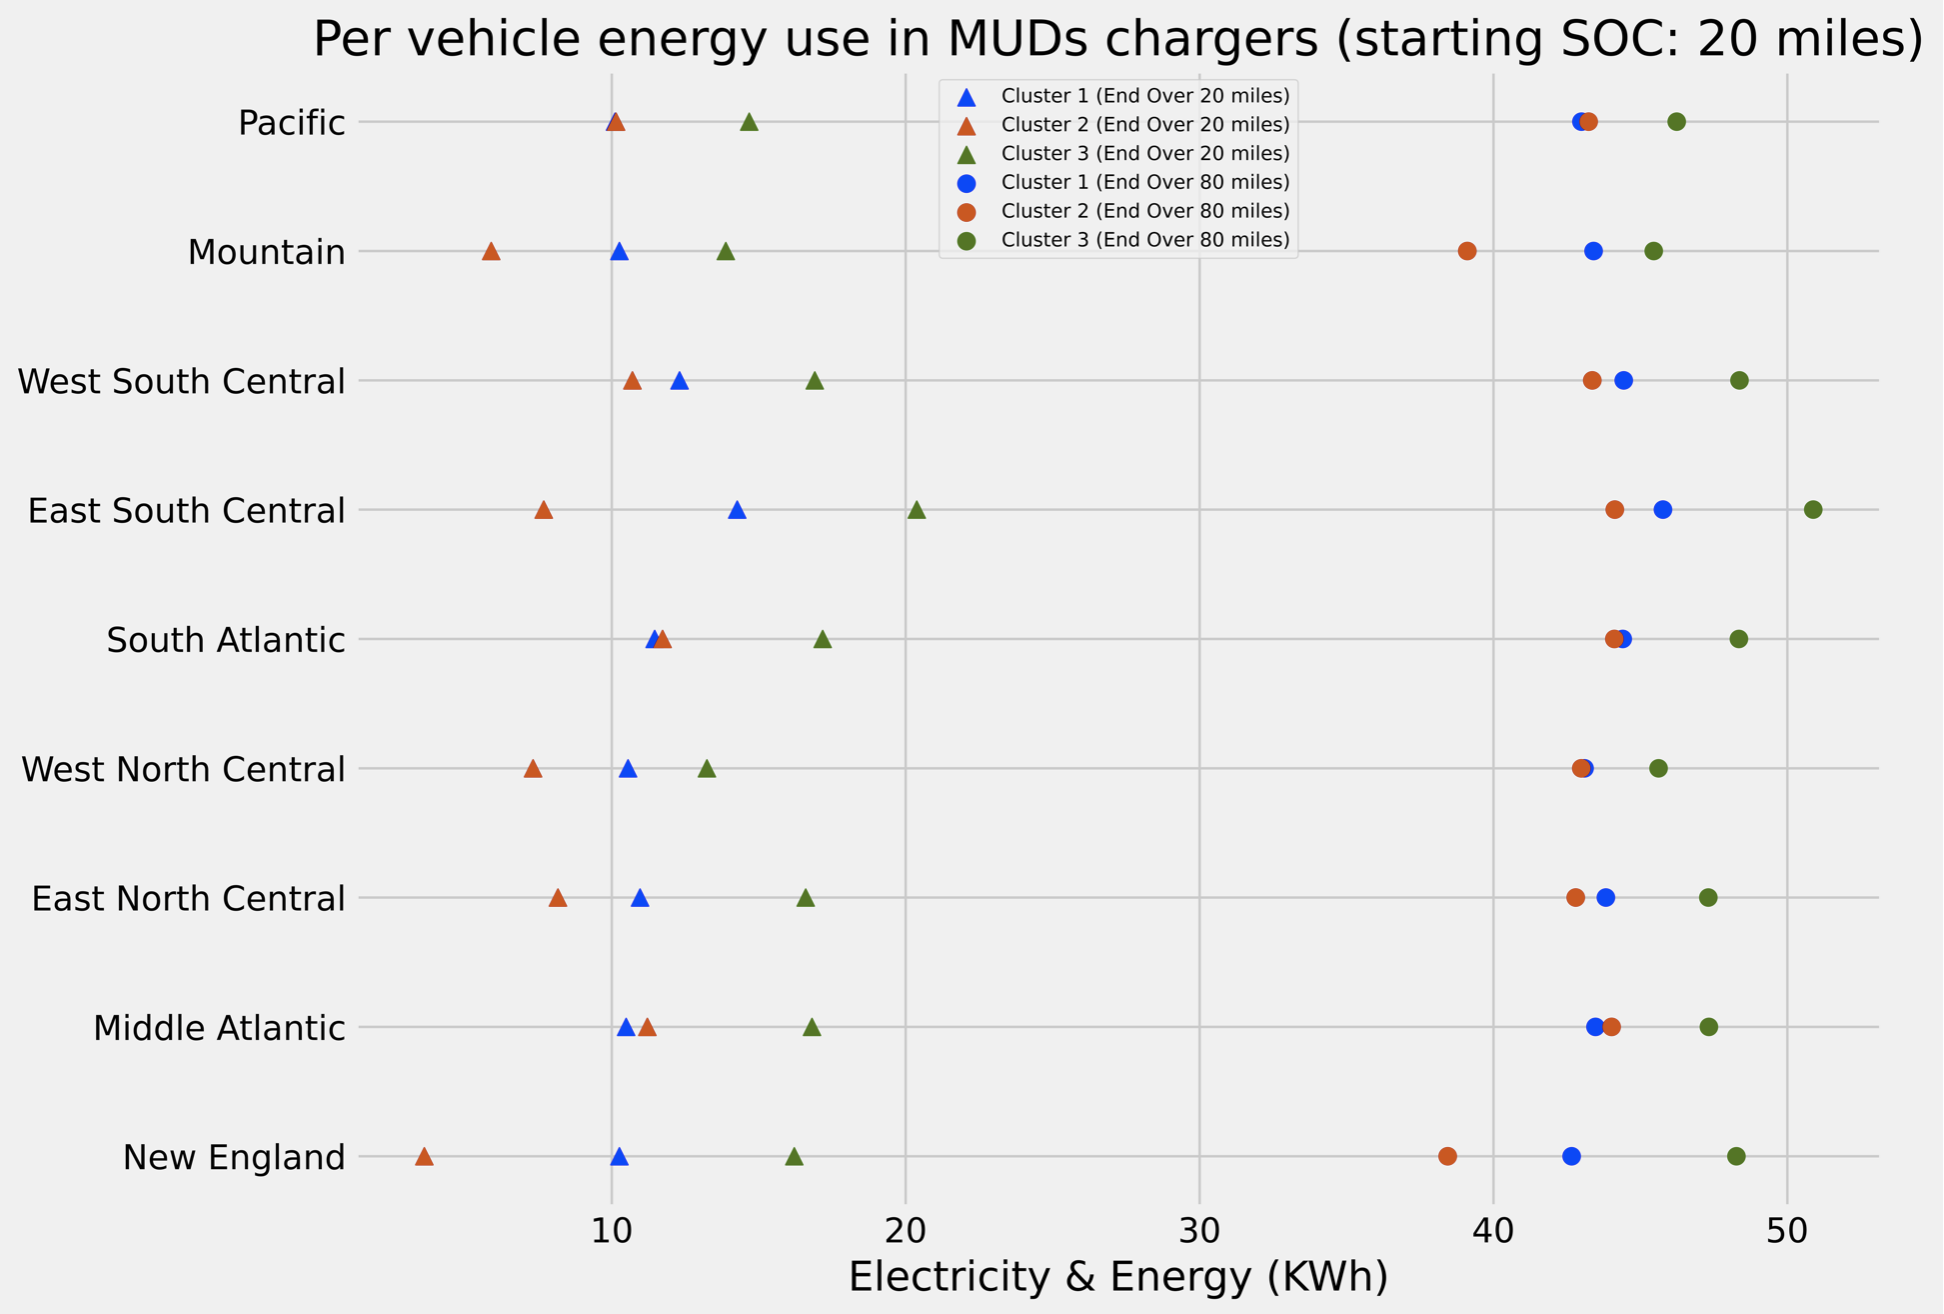 Per vehicle energy use in MUDs chargers (starting SOC: 20 miles)
Cluster 1 (End Over 20 miles)
Cluster 2 (End Over 20 miles)
Cluster 3 (End Over 20 miles)
Cluster 1 (End Over 80 miles)
Cluster 2 (End Over 80 miles)
Cluster 3 (End Over 80 miles)
Pacific
Mountain
West South Central
East South Central
South Atlantic
West North Central
East North Central
Middle Atlantic
New England
10 20 30 40 50
Electricity & Energy (KWh)